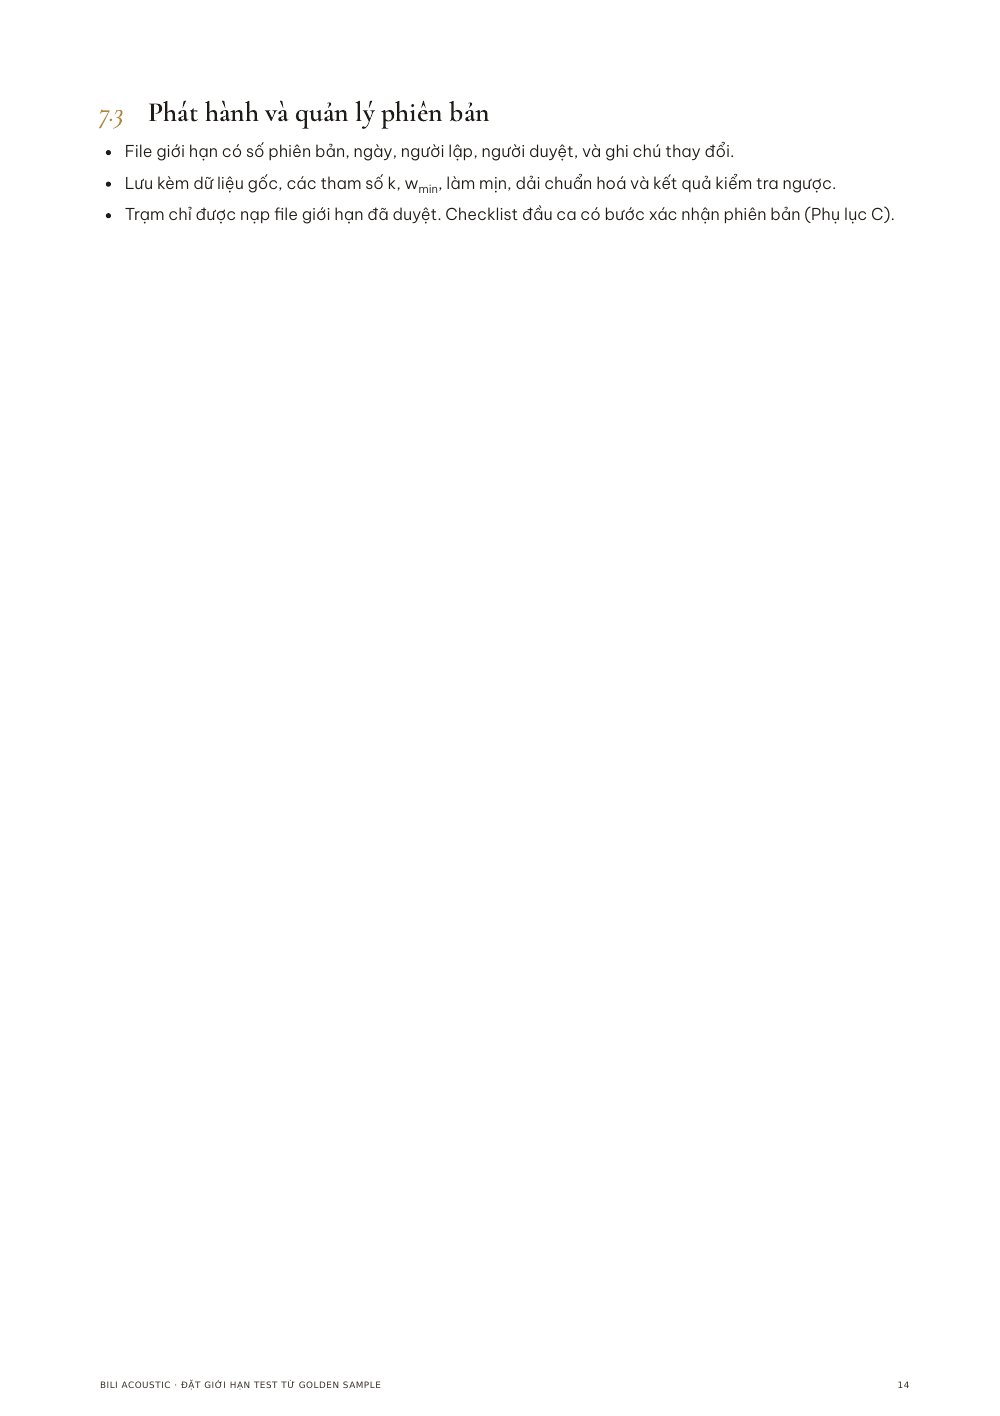 7.3 Phát hành và quản lý phiên bản
• File giới hạn có số phiên bản, ngày, người lập, người duyệt, và ghi chú thay đổi.
• Lưu kèm dữ liệu gốc, các tham số k, wmin, làm mịn, dải chuẩn hoá và kết quả kiểm tra ngược.
• Trạm chỉ được nạp file giới hạn đã duyệt. Checklist đầu ca có bước xác nhận phiên bản (Phụ lục C).
BILI ACOUSTIC · ĐẶT GIỚI HẠN TEST TỪ GOLDEN SAMPLE 14